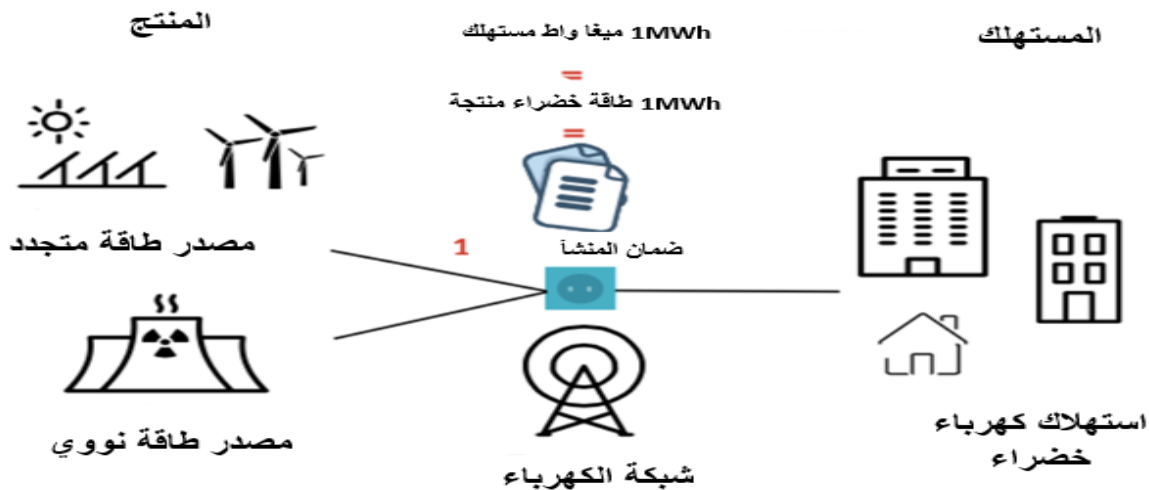 المنتج
1MWh ميغا واط مستهلك
المستهلك
=
1MWh طاقة خضراء منتجة
=
مصدر طاقة متجدد
1
ضمان المنشأ
مصدر طاقة نووي
شبكة الكهرباء
استهلاك كهرباء
خضراء